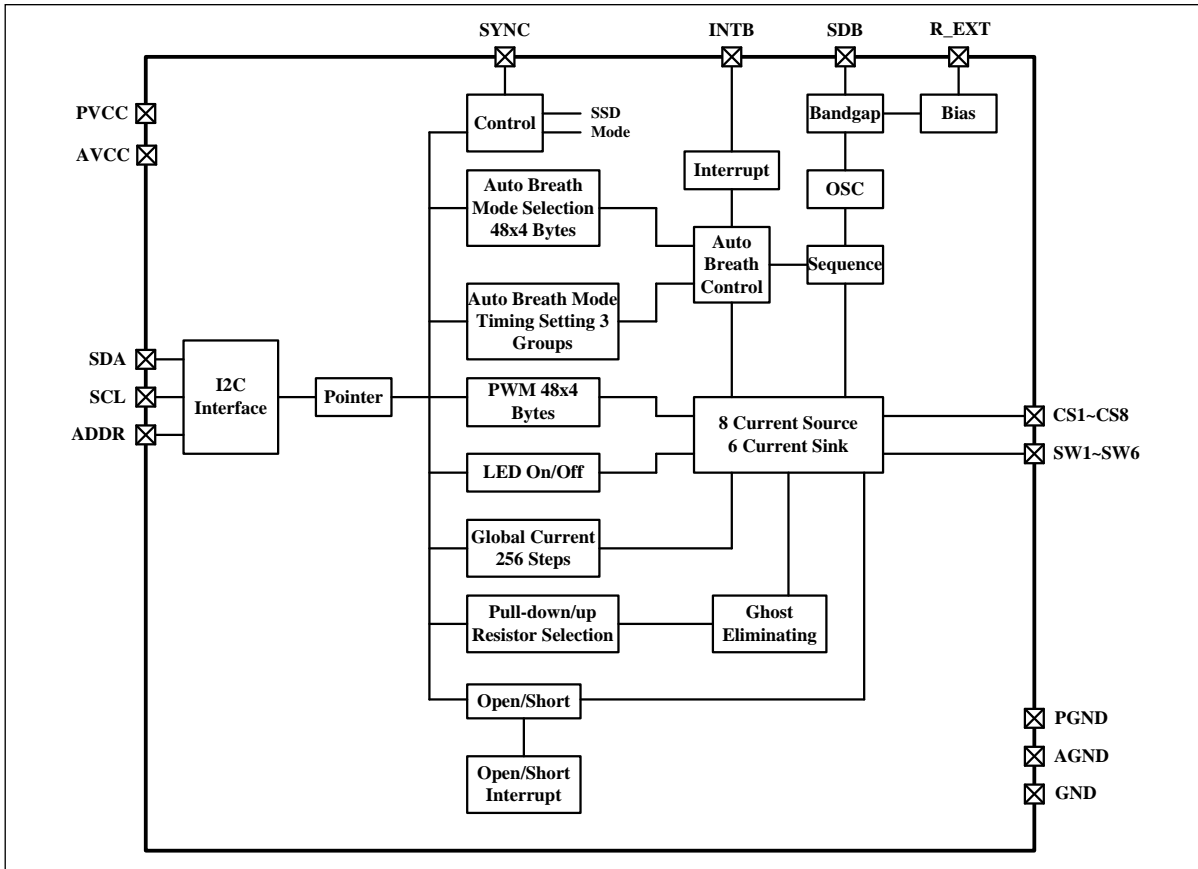 SYNC
INTB
SDB
R_EXT
PVCC
AVCC
Control
SSD
Mode
Bandgap
Bias
Interrupt
OSC
Auto Breath
Mode Selection
48x4 Bytes
Auto
Breath
Control
Sequence
Auto Breath Mode
Timing Setting 3
Groups
SDA
SCL
ADDR
I2C
Interface
Pointer
PWM 48x4
Bytes
8 Current Source
6 Current Sink
CS1~CS8
SW1~SW6
LED On/Off
Global Current
256 Steps
Pull-down/up
Resistor Selection
Ghost
Eliminating
Open/Short
Open/Short
Interrupt
PGND
AGND
GND